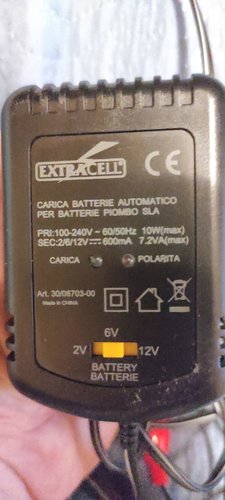 EXTRACELL CE
CARICA BATTERIE AUTOMATICO
PER BATTERIE PIOMBO SLA
PRI:100-240V ~ 60/50Hz 10W(max)
SEC:2/6/12V⎓600mA 7.2VA(max)
CARICA POLARITA
Art. 30/08703-00
Made in CHINA
6V
2V 12V
BATTERY
BATTERIE